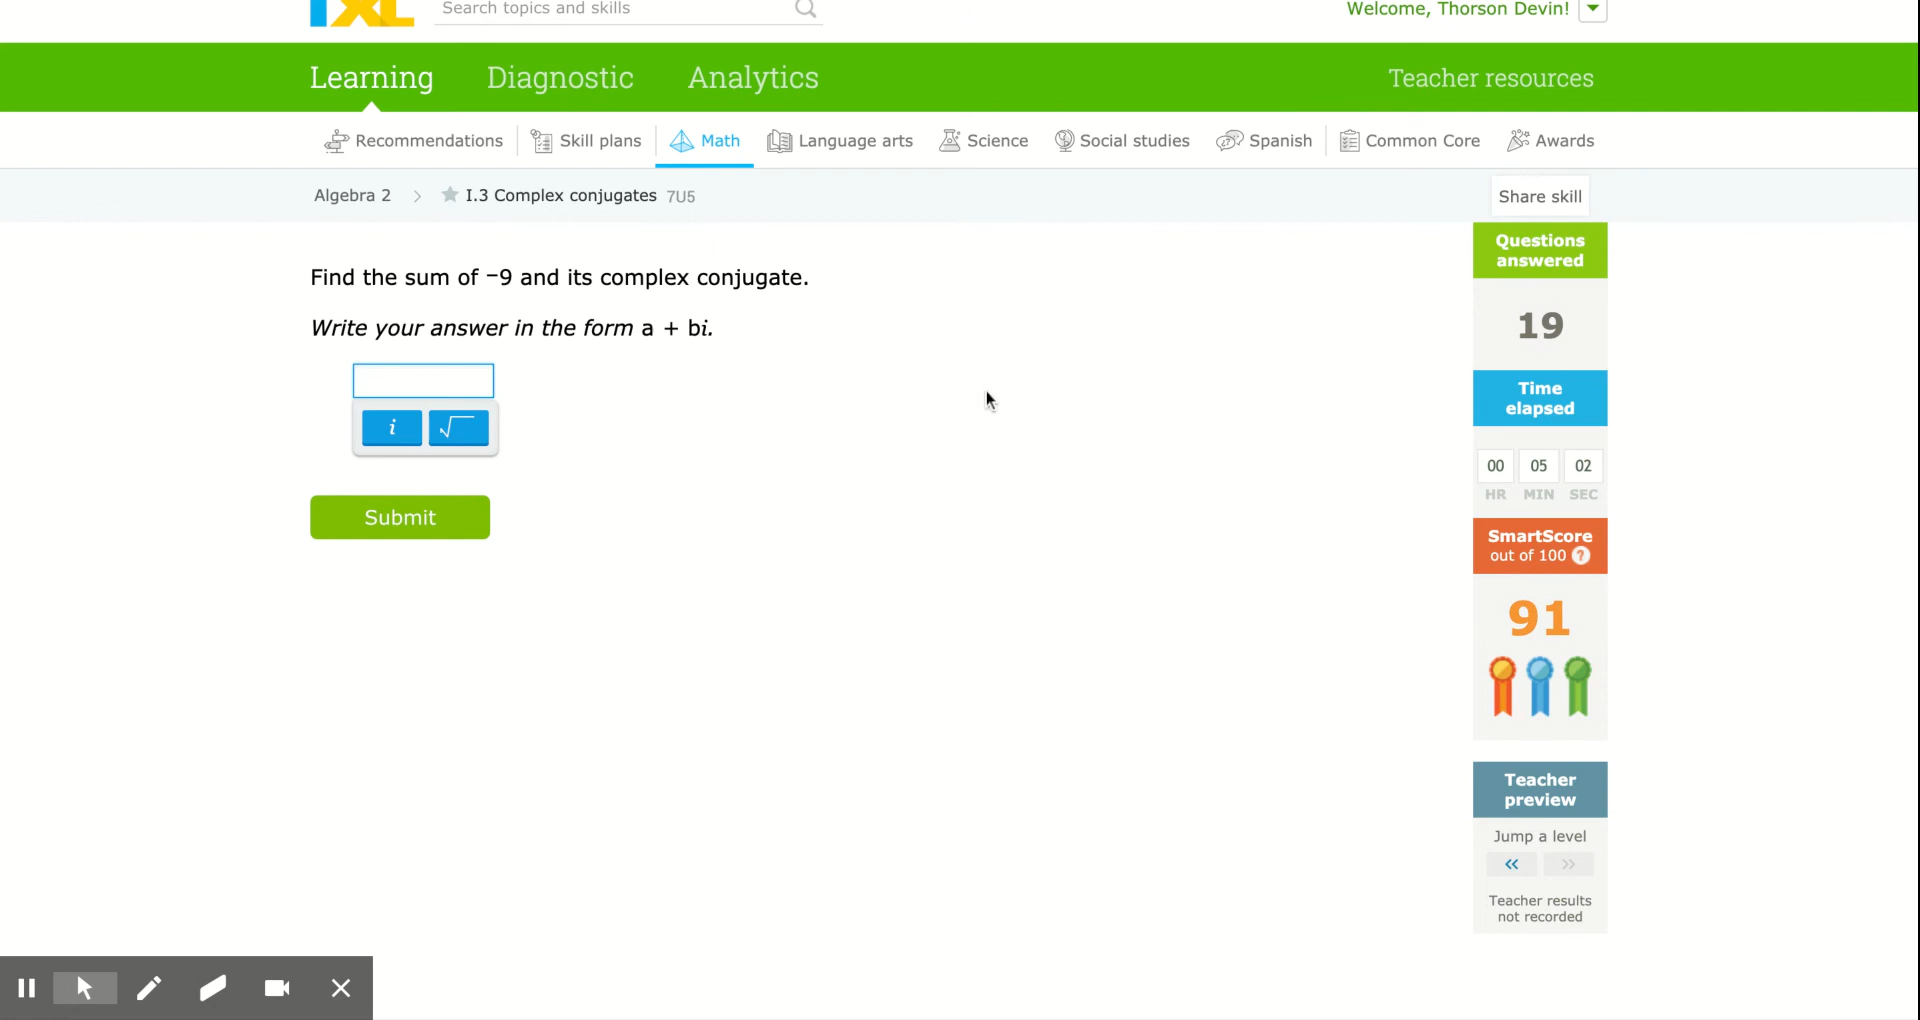 IXL
Search topics and skills
Welcome, Thorson Devin!
Learning Diagnostic Analytics Teacher resources
Recommendations Skill plans Math Language arts Science Social studies Spanish Common Core Awards
Algebra 2 > I.3 Complex conjugates 7U5
Share skill
Find the sum of −9 and its complex conjugate.
Write your answer in the form a + bi.
i √
Submit
Questions
answered
19
Time
elapsed
00 05 02
HR MIN SEC
SmartScore
out of 100 ?
91
Teacher
preview
Jump a level
« »
Teacher results
not recorded